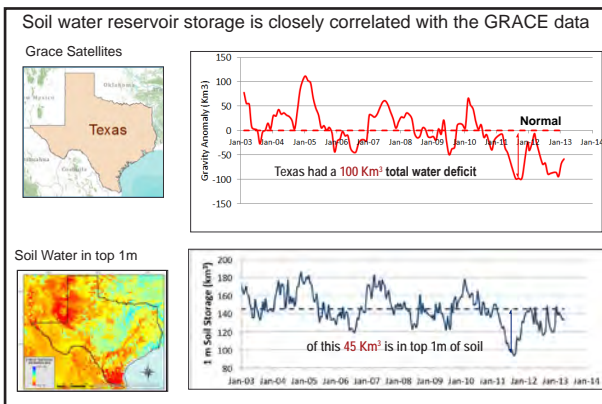 Soil water reservoir storage is closely correlated with the GRACE data
Grace Satellites
Oklahoma
Texas
Gravity Anomaly (Km3)
150
100
50
0
-50
-100
-150
Normal
Jan-03 Jan-04 Jan-05 Jan-06 Jan-07 Jan-08 Jan-09 Jan-10 Jan-11 Jan-12 Jan-13 Jan-14
Texas had a 100 Km³ total water deficit
Soil Water in top 1m
1 m Soil Storage (km³)
200
180
160
140
120
100
80
of this 45 Km³ is in top 1m of soil
Jan-03 Jan-04 Jan-05 Jan-06 Jan-07 Jan-08 Jan-09 Jan-10 Jan-11 Jan-12 Jan-13 Jan-14